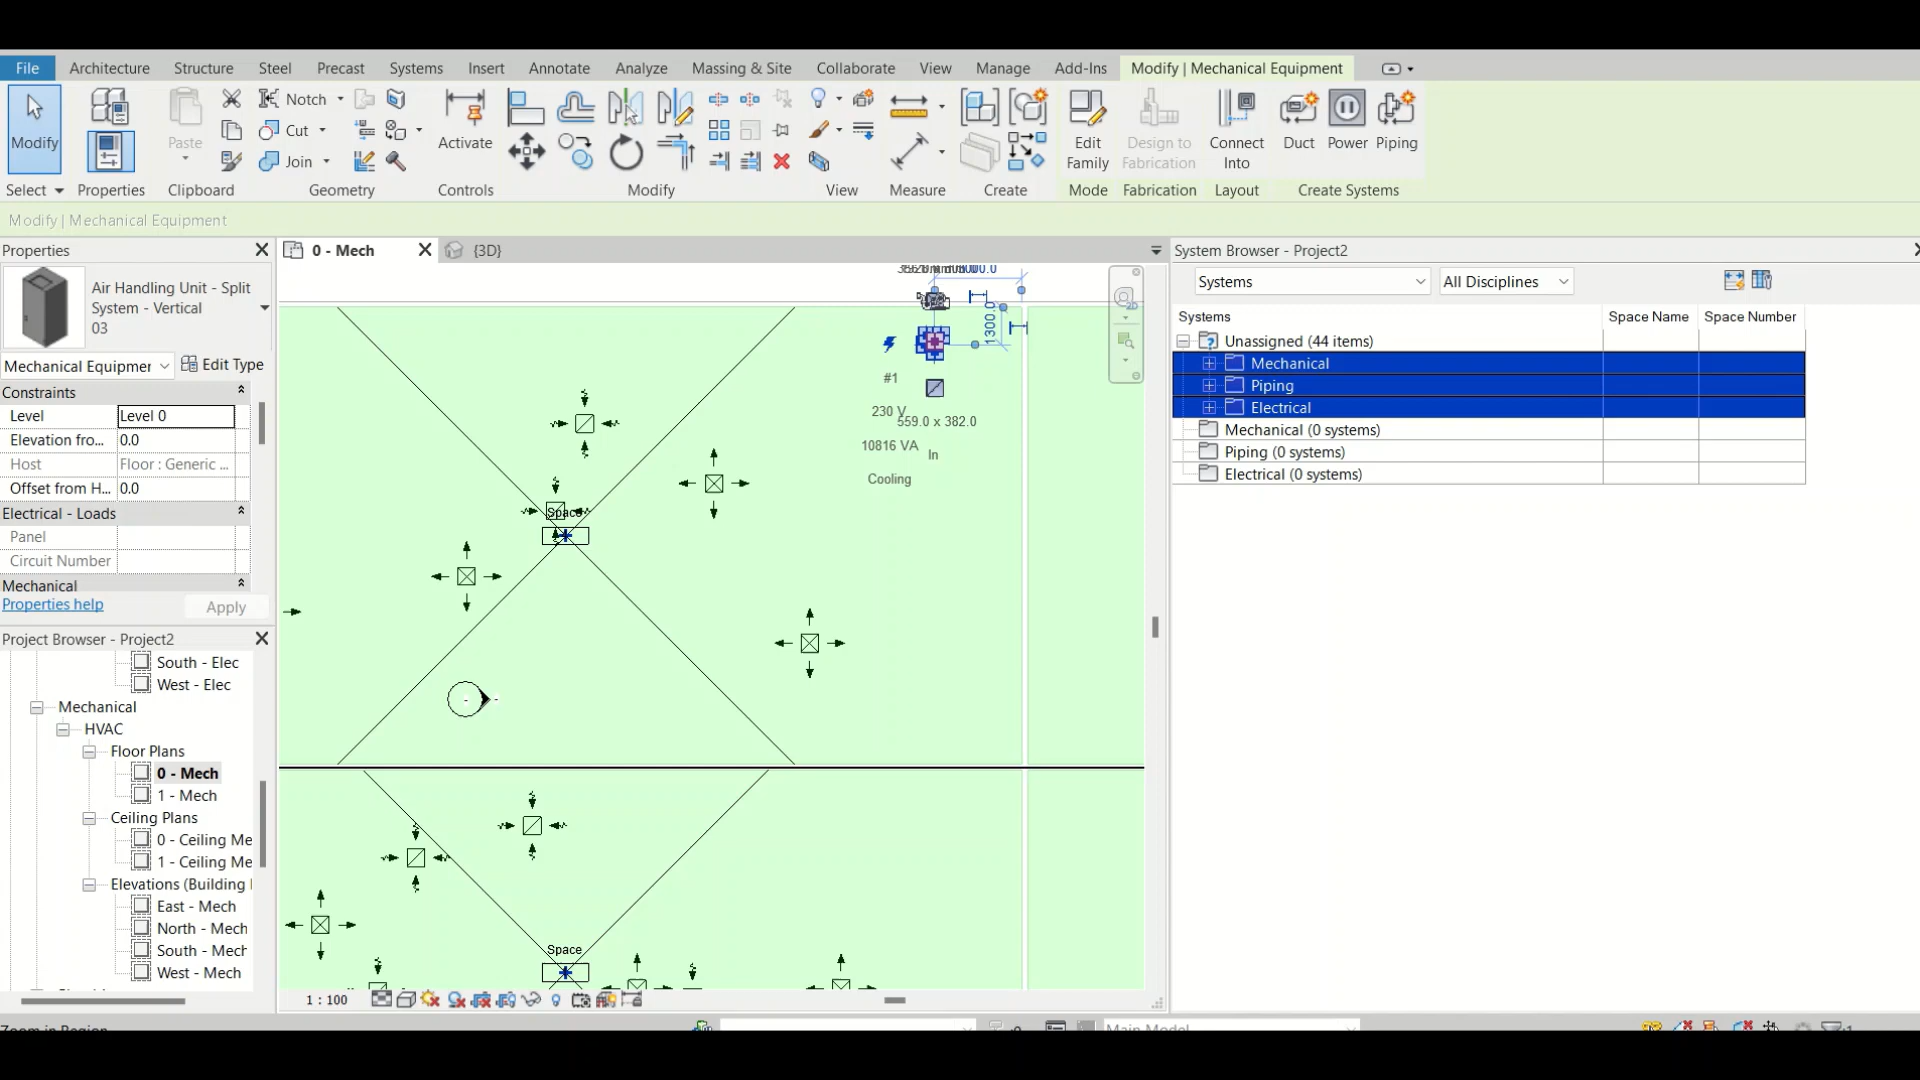 File Architecture Structure Steel Precast Systems Insert Annotate Analyze Massing & Site Collaborate View Manage Add-Ins Modify | Mechanical Equipment
Modify
Paste
Notch
Cut
Join
Activate
Edit Family
Design to Fabrication
Connect Into
Duct Power Piping
Select Properties Clipboard Geometry Controls Modify View Measure Create Mode Fabrication Layout Create Systems
Modify | Mechanical Equipment
Properties
Air Handling Unit - Split
System - Vertical
03
Mechanical Equipmer Edit Type
Constraints
Level Level 0
Elevation fro... 0.0
Host Floor : Generic ...
Offset from H... 0.0
Electrical - Loads
Panel
Circuit Number
Mechanical
Properties help Apply
Project Browser - Project2
South - Elec
West - Elec
Mechanical
HVAC
Floor Plans
0 - Mech
1 - Mech
Ceiling Plans
0 - Ceiling Me
1 - Ceiling Me
Elevations (Building
East - Mech
North - Mech
South - Mech
West - Mech
0 - Mech {3D}
1300.0
#1
230 V
559.0 x 382.0
10816 VA
In
Cooling
Space
Space
1 : 100
System Browser - Project2
Systems All Disciplines
Systems Space Name Space Number
Unassigned (44 items)
Mechanical
Piping
Electrical
Mechanical (0 systems)
Piping (0 systems)
Electrical (0 systems)
Zoom in Region
Main Model